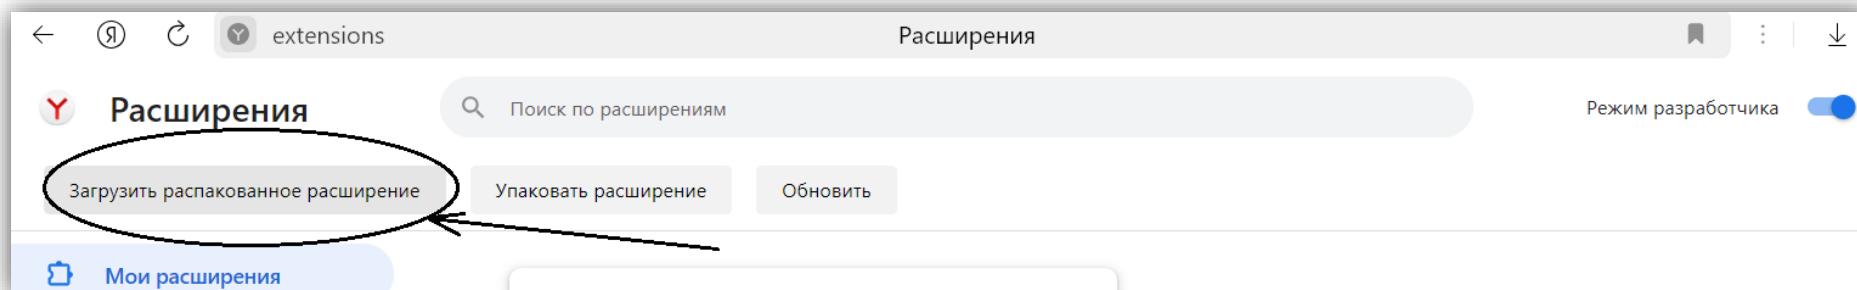 Я extensions Расширения
Y Расширения Поиск по расширениям Режим разработчика
Загрузить распакованное расширение Упаковать расширение Обновить
Мои расширения